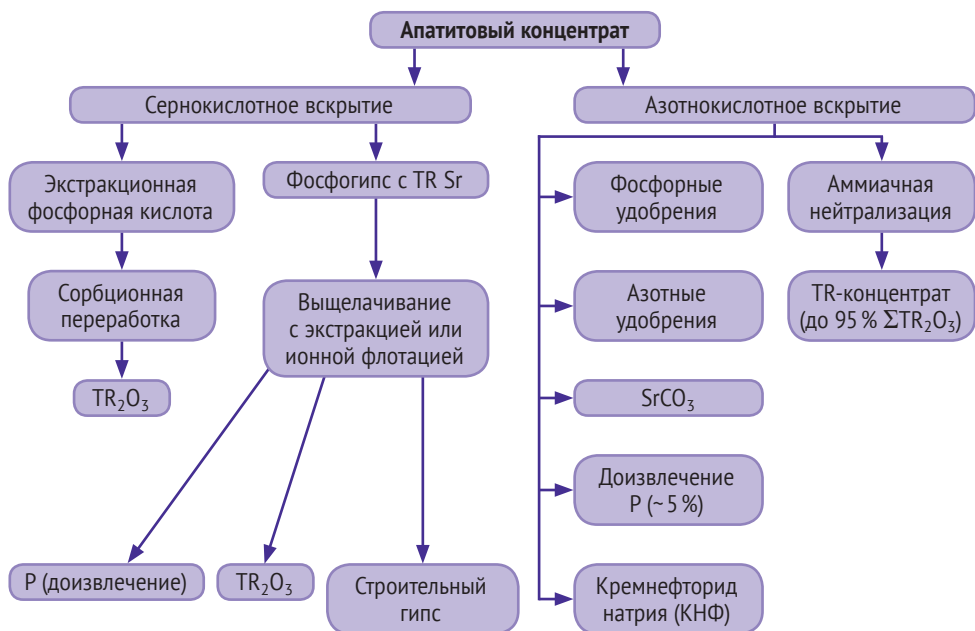 Апатитовый концентрат
Сернокислотное вскрытие
Азотнокислотное вскрытие
Экстракционная
фосфорная кислота
Фосфогипс с TR Sr
Фосфорные
удобрения
Аммиачная
нейтрализация
Сорбционная
переработка
Выщелачивание
с экстракцией или
ионной флотацией
Азотные
удобрения
TR-концентрат
(до 95 % ΣTR₂O₃)
TR₂O₃
SrCO₃
Доизвлечение
P (~ 5 %)
P (доизвлечение)
TR₂O₃
Строительный
гипс
Кремнефторид
натрия (КНФ)